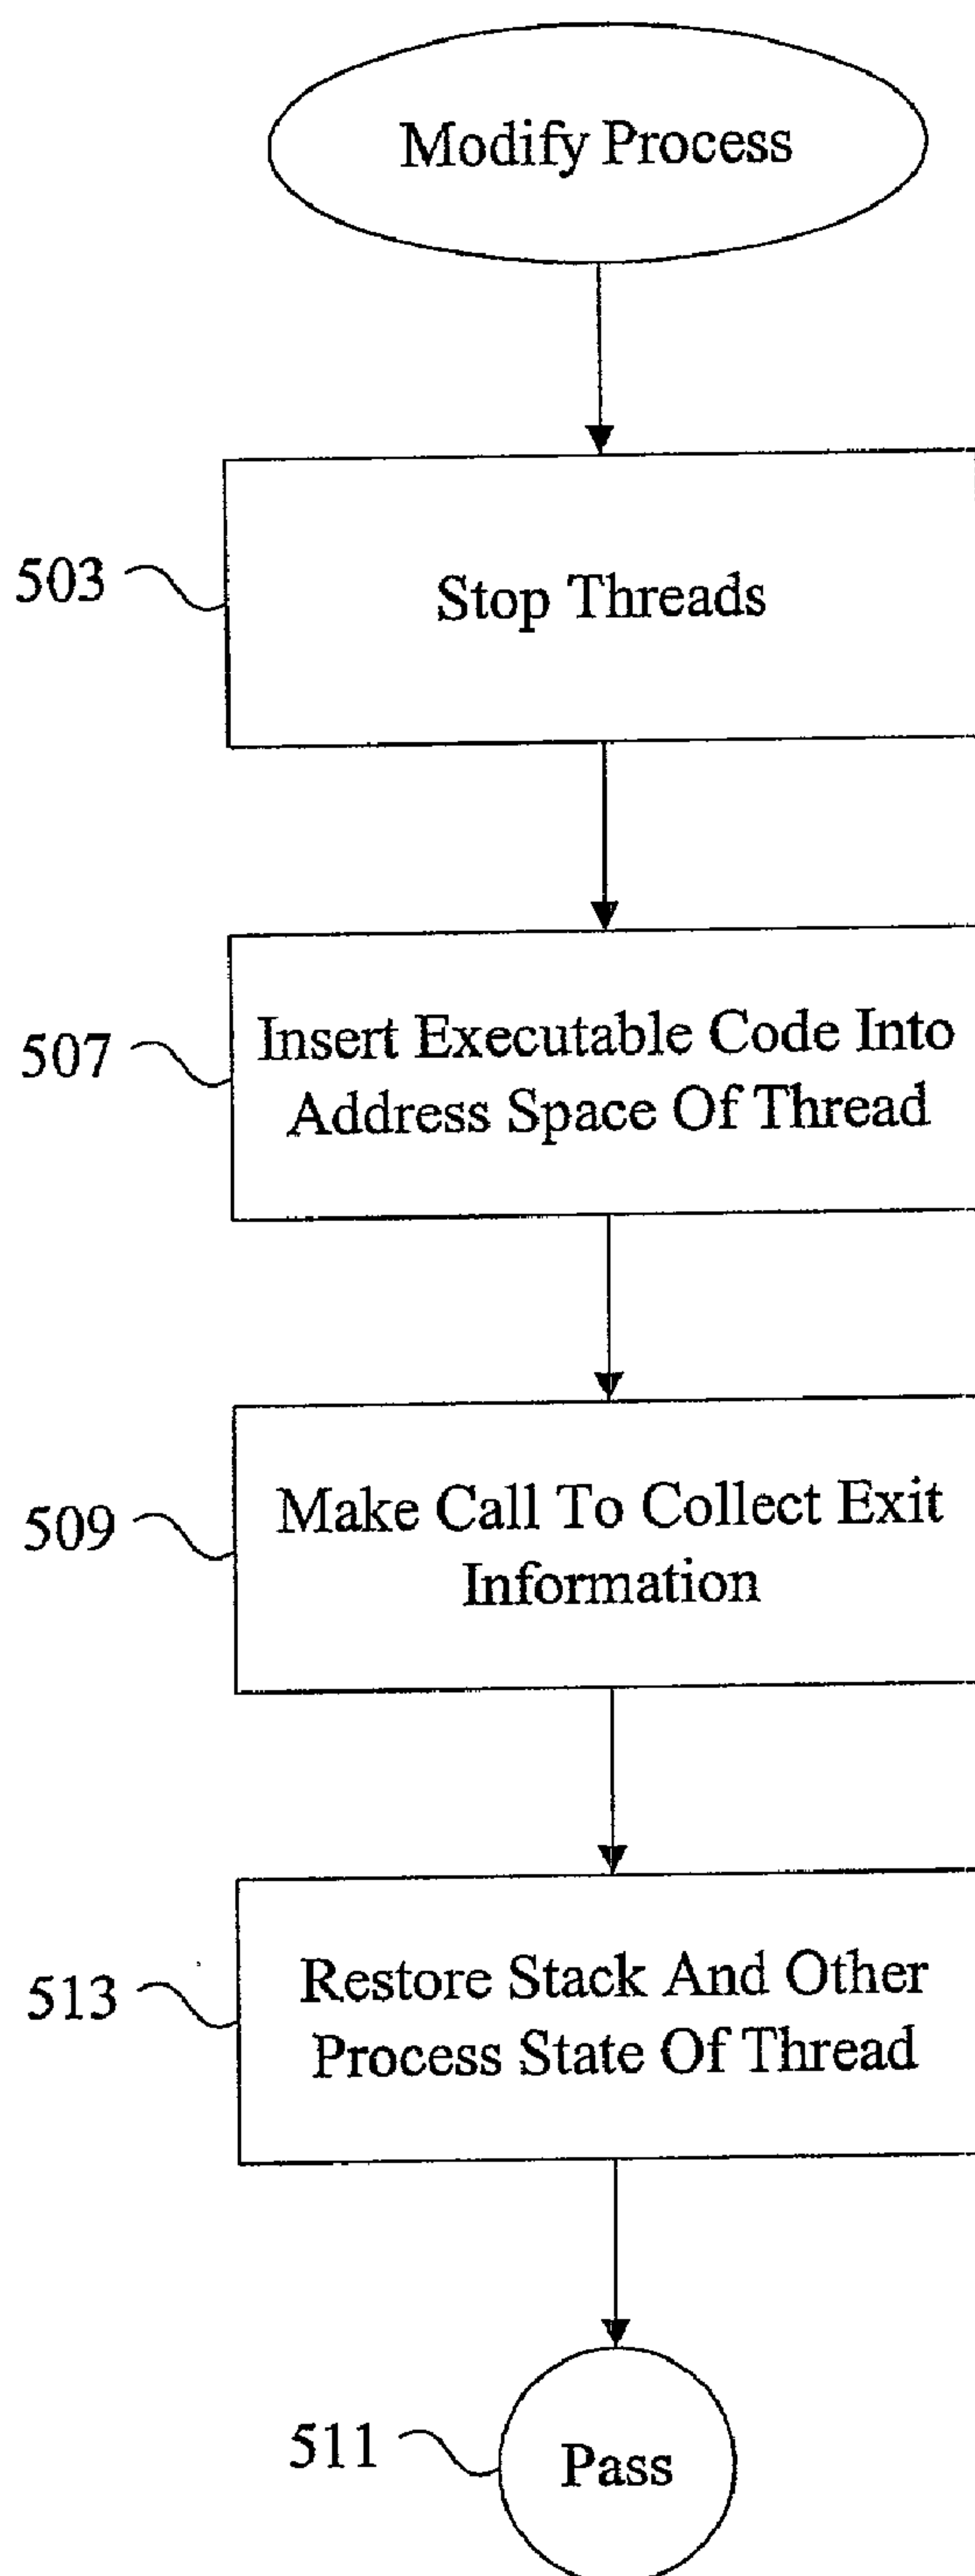 Modify Process
503
Stop Threads
507
Insert Executable Code Into
Address Space Of Thread
509
Make Call To Collect Exit
Information
513
Restore Stack And Other
Process State Of Thread
511
Pass